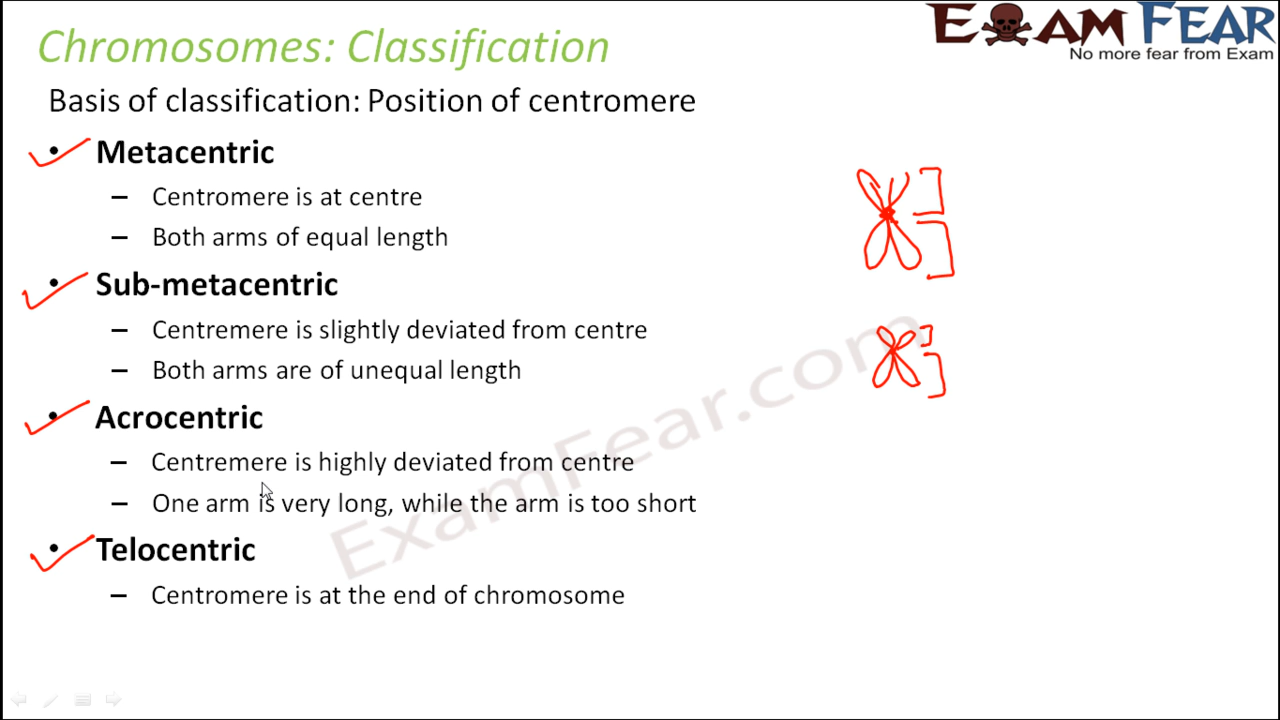 Chromosomes: Classification
EXAM FEAR
No more fear from Exam
Basis of classification: Position of centromere
• Metacentric
– Centromere is at centre
– Both arms of equal length
• Sub-metacentric
– Centremere is slightly deviated from centre
– Both arms are of unequal length
• Acrocentric
– Centremere is highly deviated from centre
– One arm is very long, while the arm is too short
• Telocentric
– Centromere is at the end of chromosome
ExamFear.com